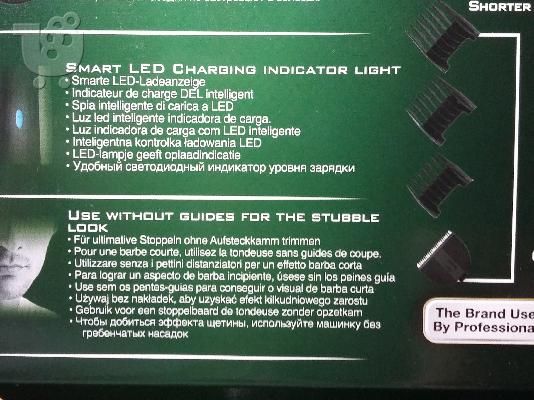 SHORTER
SMART LED CHARGING INDICATOR LIGHT
• Smarte LED-Ladeanzeige
• Indicateur de charge DEL intelligent
• Spia intelligente di carica a LED
• Luz led inteligente indicadora de carga.
• Luz indicadora de carga com LED inteligente
• Inteligentna kontrolka ładowania LED
• LED-lampje geeft oplaadindicatie
• Удобный светодиодный индикатор уровня зарядки
USE WITHOUT GUIDES FOR THE STUBBLE
LOOK
• Für ultimative Stoppeln ohne Aufsteckkamm trimmen
• Pour une barbe courte, utilisez la tondeuse sans guides de coupe.
• Utilizzare senza i pettini distanziatori per un effetto barba corta
• Para lograr un aspecto de barba incipiente, úsese sin los peines guía
• Use sem os pentes-guias para conseguir o visual de barba curta
• Używaj bez nakładek, aby uzyskać efekt kilkudniowego zarostu
• Gebruik voor een stoppelbaard de tondeuse zonder opzetkam
• Чтобы добиться эффекта щетины, используйте машинку без
гребенчатых насадок
The Brand Use
By Professiona